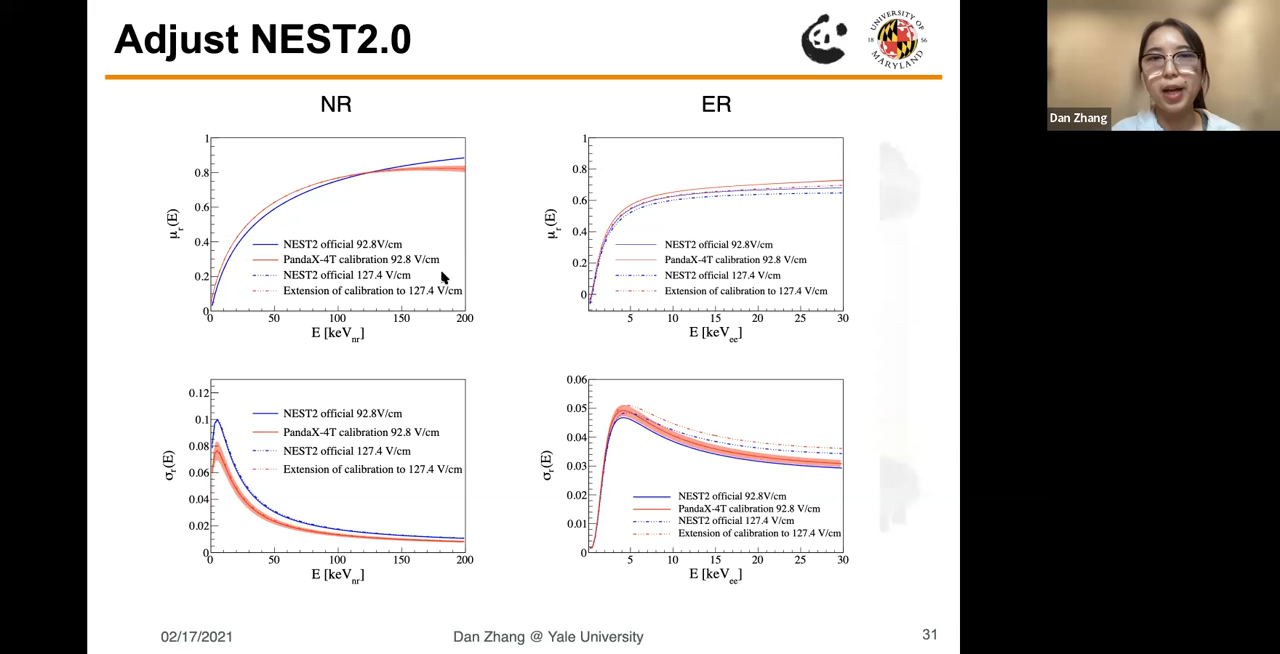 Adjust NEST2.0
UNIVERSITY OF
18 56
MARYLAND
Dan Zhang
NR
ER
1
0.8
0.6
0.4
0.2
0
μr(E)
NEST2 official 92.8V/cm
PandaX-4T calibration 92.8 V/cm
NEST2 official 127.4 V/cm
Extension of calibration to 127.4 V/cm
0 50 100 150 200
E [keVnr]
1
0.8
0.6
0.4
0.2
0
μr(E)
NEST2 official 92.8V/cm
PandaX-4T calibration 92.8 V/cm
NEST2 official 127.4 V/cm
Extension of calibration to 127.4 V/cm
5 10 15 20 25 30
E [keVee]
0.12
0.1
0.08
0.06
0.04
0.02
0
σr(E)
NEST2 official 92.8V/cm
PandaX-4T calibration 92.8 V/cm
NEST2 official 127.4 V/cm
Extension of calibration to 127.4 V/cm
0 50 100 150 200
E [keVnr]
0.06
0.05
0.04
0.03
0.02
0.01
0
σr(E)
NEST2 official 92.8V/cm
PandaX-4T calibration 92.8 V/cm
NEST2 official 127.4 V/cm
Extension of calibration to 127.4 V/cm
5 10 15 20 25 30
E [keVee]
02/17/2021
Dan Zhang @ Yale University
31